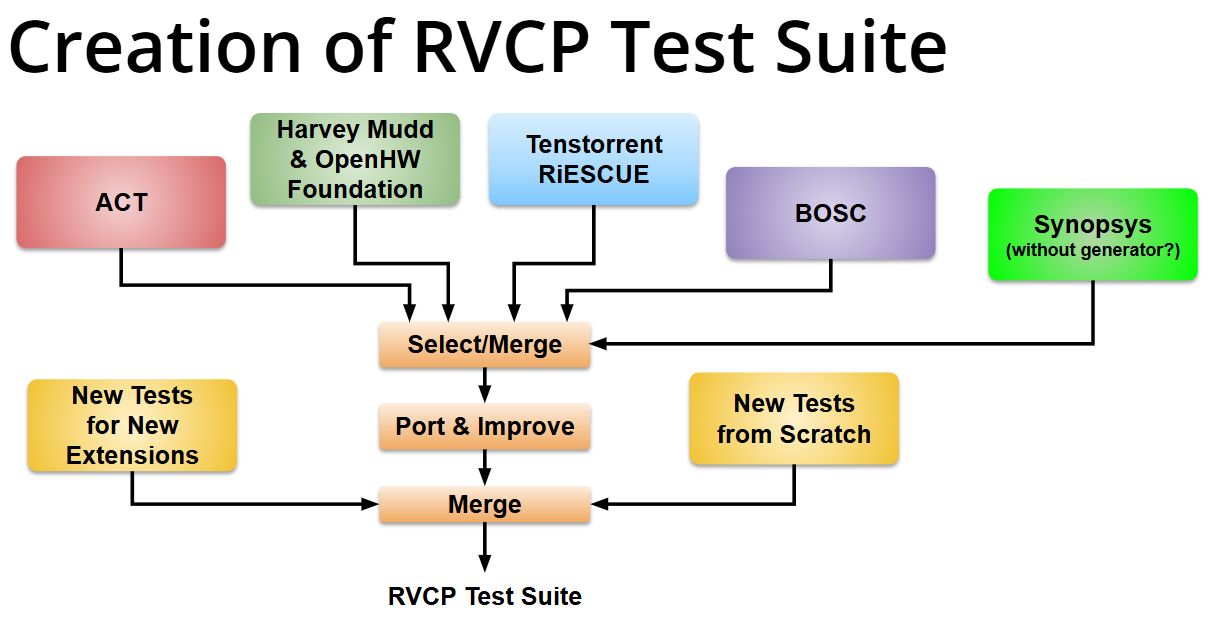 Creation of RVCP Test Suite
ACT
Harvey Mudd
& OpenHW
Foundation
Tenstorrent
RiESCUE
BOSC
Synopsys
(without generator?)
Select/Merge
New Tests
for New
Extensions
Port & Improve
New Tests
from Scratch
Merge
RVCP Test Suite